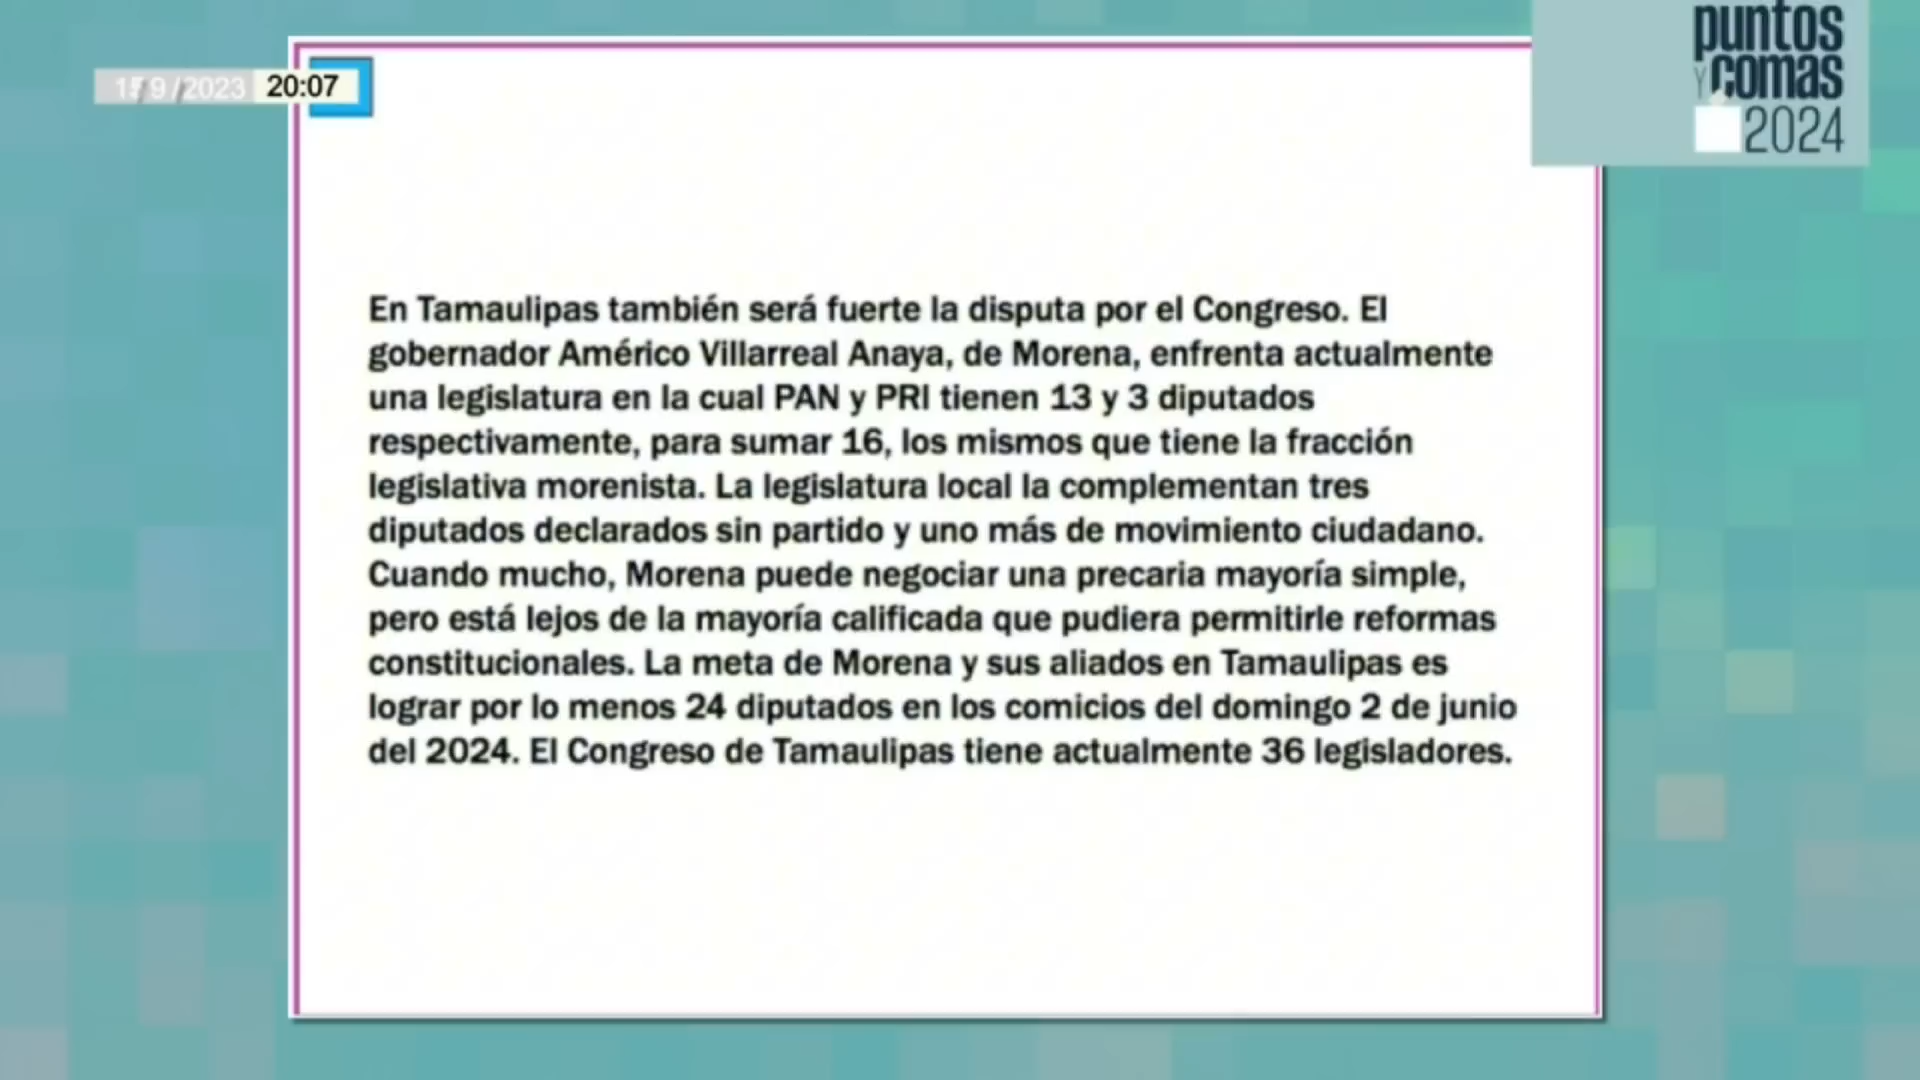 puntos
y comas
2024
20:07
En Tamaulipas también será fuerte la disputa por el Congreso. El
gobernador Américo Villarreal Anaya, de Morena, enfrenta actualmente
una legislatura en la cual PAN y PRI tienen 13 y 3 diputados
respectivamente, para sumar 16, los mismos que tiene la fracción
legislativa morenista. La legislatura local la complementan tres
diputados declarados sin partido y uno más de movimiento ciudadano.
Cuando mucho, Morena puede negociar una precaria mayoría simple,
pero está lejos de la mayoría calificada que pudiera permitirle reformas
constitucionales. La meta de Morena y sus aliados en Tamaulipas es
lograr por lo menos 24 diputados en los comicios del domingo 2 de junio
del 2024. El Congreso de Tamaulipas tiene actualmente 36 legisladores.